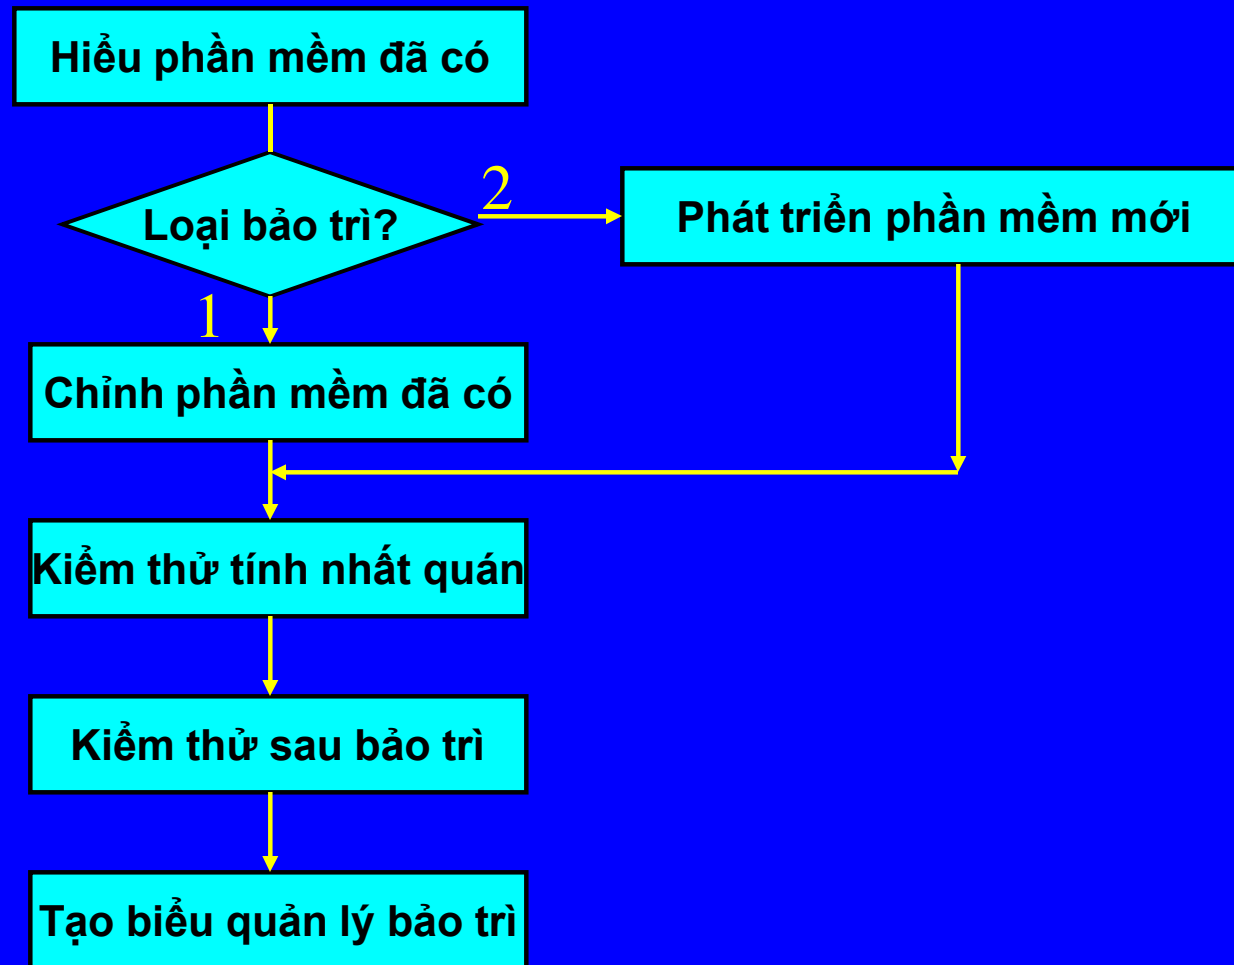 Hiểu phần mềm đã có
2
Loại bảo trì?
Phát triển phần mềm mới
1
Chỉnh phần mềm đã có
Kiểm thử tính nhất quán
Kiểm thử sau bảo trì
Tạo biểu quản lý bảo trì